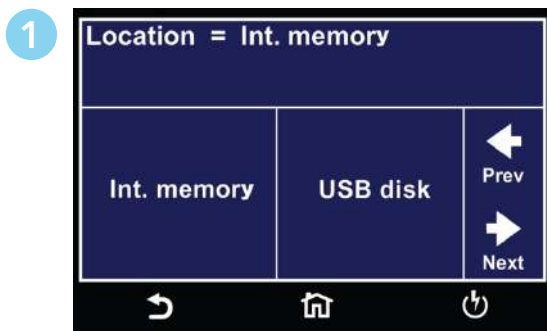 1
Location = Int. memory
Int. memory
USB disk
Prev
Next